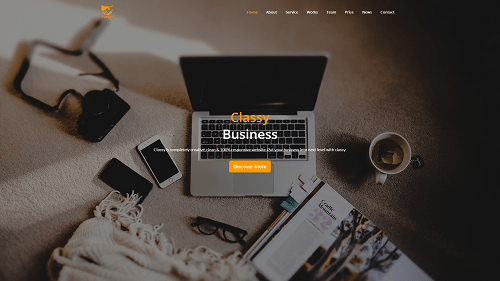 Home About Service Works Team Price News Contact
Classy
Business
Classy is completely creative, clean & 100% responsive website. Put your business into next level with classy.
Discover More